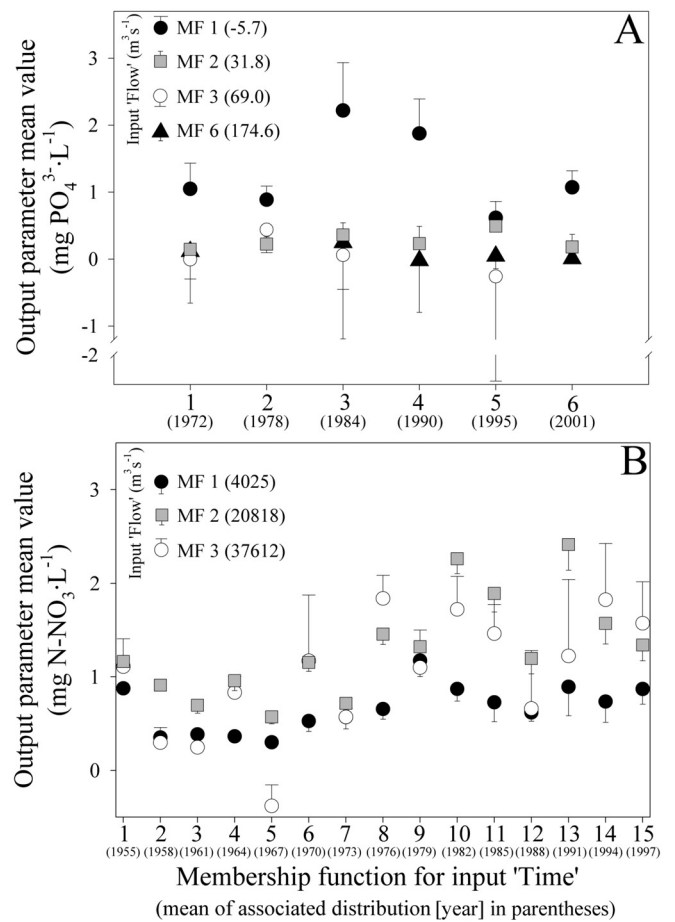 A
Output parameter mean value
(mg PO₄³⁻·L⁻¹)
Input 'Flow' (m³s⁻¹)
MF 1 (-5.7)
MF 2 (31.8)
MF 3 (69.0)
MF 6 (174.6)
3
2
1
0
-1
-2
1 2 3 4 5 6
(1972) (1978) (1984) (1990) (1995) (2001)
B
Output parameter mean value
(mg N-NO₃·L⁻¹)
Input 'Flow' (m³s⁻¹)
MF 1 (4025)
MF 2 (20818)
MF 3 (37612)
3
2
1
0
1 2 3 4 5 6 7 8 9 10 11 12 13 14 15
(1955) (1958) (1961) (1964) (1967) (1970) (1973) (1976) (1979) (1982) (1985) (1988) (1991) (1994) (1997)
Membership function for input 'Time'
(mean of associated distribution [year] in parentheses)